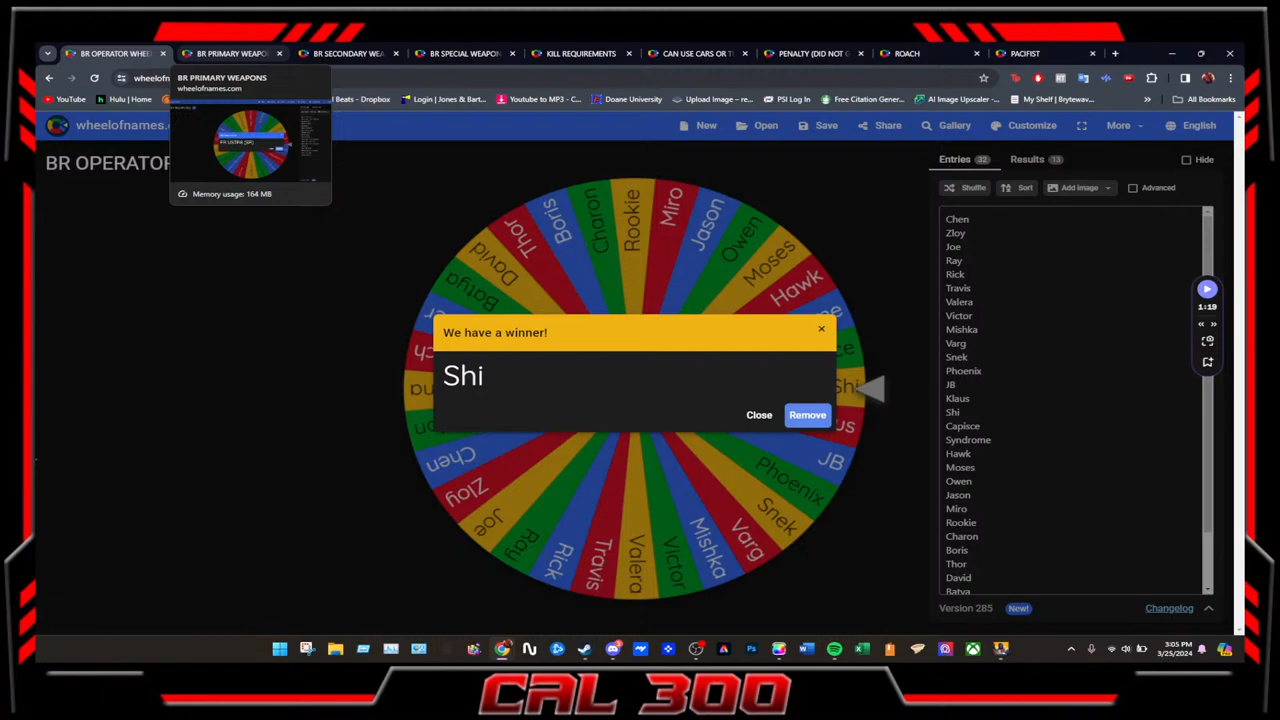 BR OPERATOR WHEE
BR PRIMARY WEAPO
BR SECONDARY WEA
BR SPECIAL WEAPON
KILL REQUIREMENTS
CAN USE CARS OR T
PENALTY (DID NOT G
ROACH
PACIFIST
BR PRIMARY WEAPONS
wheelofnames.com
Memory usage: 164 MB
wheelofn
YouTube
Hulu | Home
Beats - Dropbox
Login | Jones & Bart...
Youtube to MP3 - C...
Doane University
Upload Image - re...
PSI Log In
Free Citation Gener...
AI Image Upscaler -...
My Shelf | Brytewav...
All Bookmarks
wheelofnames.c
New
Open
Save
Share
Gallery
Customize
More
English
BR OPERATOR
Entries 32
Results 13
Hide
Shuffle
Sort
Add image
Advanced
Batya
David
Thor
Boris
Charon
Rookie
Miro
Jason
Owen
Moses
Hawk
Shi
JB
Phoenix
Snek
Varg
Mishka
Victor
Valera
Travis
Rick
Ray
Joe
Zloy
Chen
We have a winner!
Shi
Close
Remove
Chen
Zloy
Joe
Ray
Rick
Travis
Valera
Victor
Mishka
Varg
Snek
Phoenix
JB
Klaus
Shi
Capisce
Syndrome
Hawk
Moses
Owen
Jason
Miro
Rookie
Charon
Boris
Thor
David
Batya
1:19
Version 285
New!
Changelog
3:05 PM
3/25/2024
CAL 300